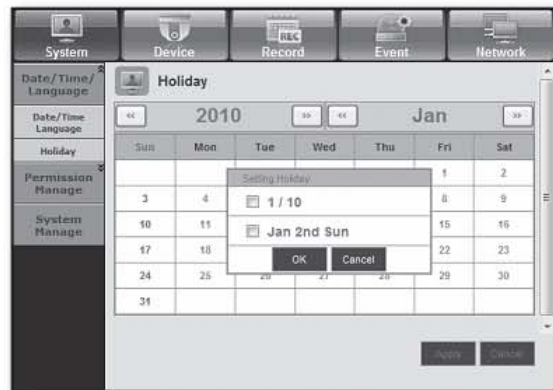 REC
System Device Record Event Network
Date/Time/
Language
Date/Time
Language
Holiday
Permission
Manage
System
Manage
Holiday
<< 2010 >> << Jan >>
Sun Mon Tue Wed Thu Fri Sat
1 2
3 4 8 9
10 11 15 16
17 18 22 23
24 25 26 27 28 29 30
31
Setting Holiday
1 / 10
Jan 2nd Sun
OK Cancel
Apply Cancel